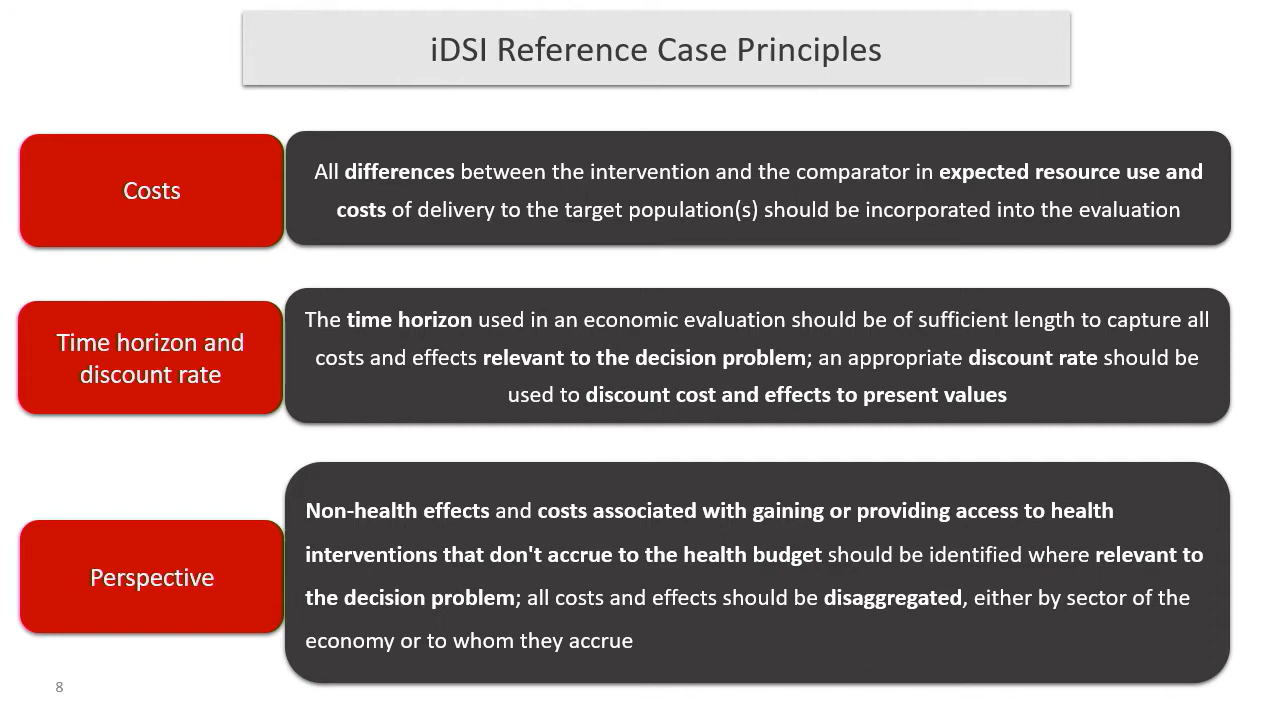 iDSI Reference Case Principles
Costs
All differences between the intervention and the comparator in expected resource use and
costs of delivery to the target population(s) should be incorporated into the evaluation
Time horizon and
discount rate
The time horizon used in an economic evaluation should be of sufficient length to capture all
costs and effects relevant to the decision problem; an appropriate discount rate should be
used to discount cost and effects to present values
Perspective
Non-health effects and costs associated with gaining or providing access to health
interventions that don't accrue to the health budget should be identified where relevant to
the decision problem; all costs and effects should be disaggregated, either by sector of the
economy or to whom they accrue
8